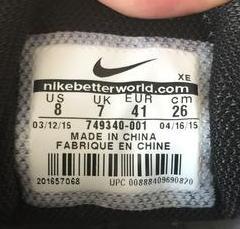 XE
nikebetterworld.com
US UK EUR cm
8 7 41 26
03/12/15 749340-001 04/16/15
MADE IN CHINA
FABRIQUE EN CHINE
201657068 UPC 00888409690820